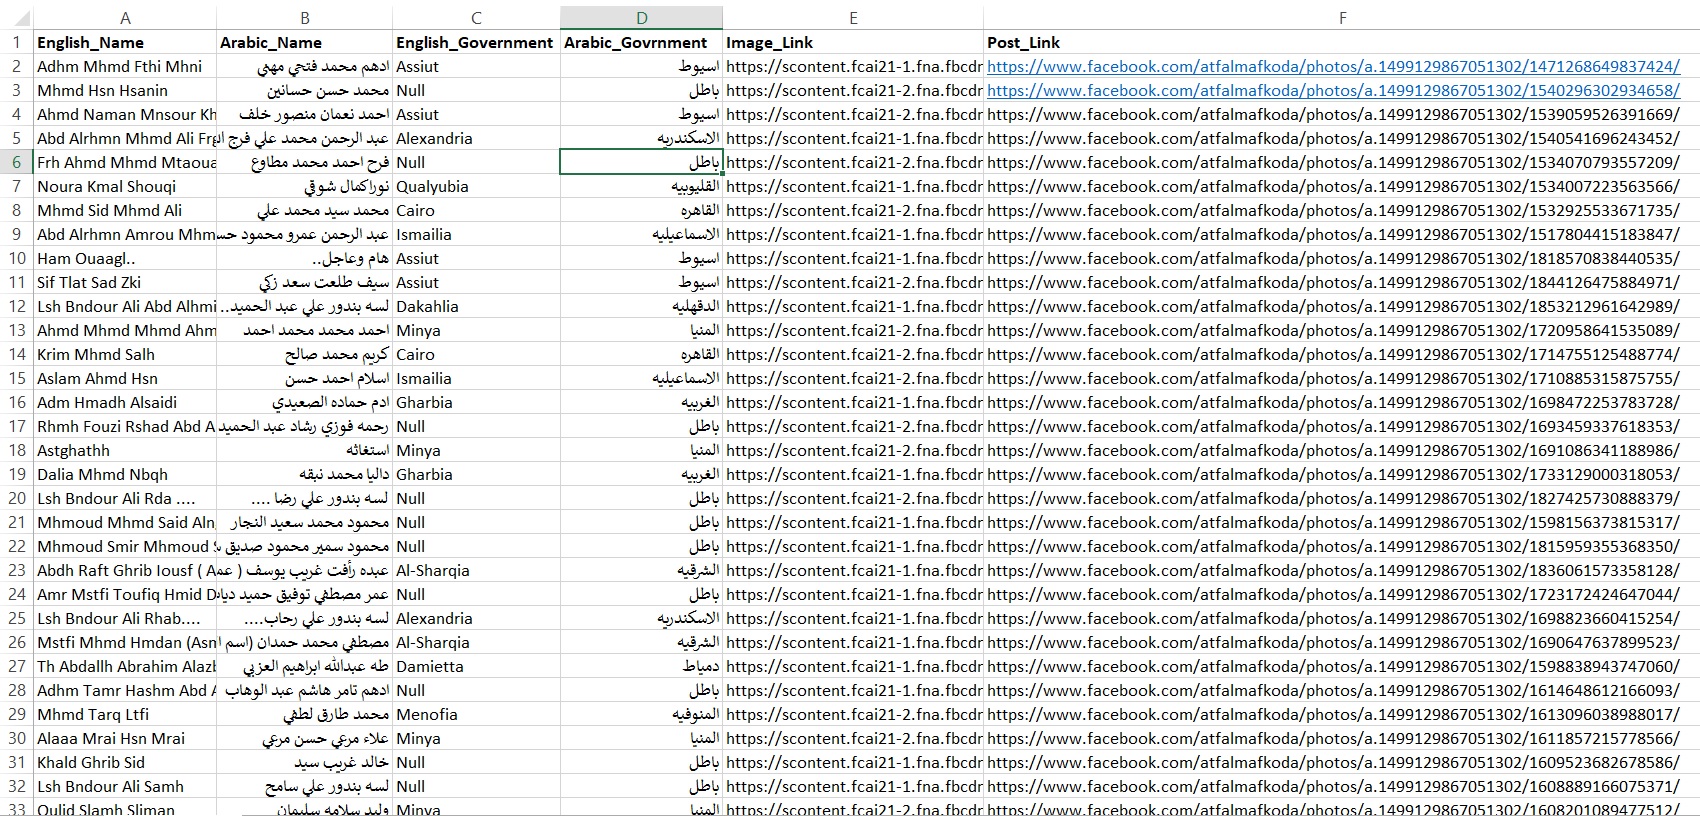 A B C D E F
1 English_Name Arabic_Name English_Government Arabic_Govrnment Image_Link Post_Link
2 Adhm Mhmd Fthi Mhni ادهم محمد فتحي مهني Assiut اسيوط https://scontent.fcai21-1.fna.fbcdr https://www.facebook.com/atfalmafkoda/photos/a.1499129867051302/1471268649837424/
3 Mhmd Hsn Hsanin محمد حسن حسانين Null باطل https://scontent.fcai21-1.fna.fbcdr https://www.facebook.com/atfalmafkoda/photos/a.1499129867051302/1540296302934658/
4 Ahmd Naman Mnsour Kh احمد نعمان منصور خلف Assiut اسيوط https://scontent.fcai21-2.fna.fbcdr https://www.facebook.com/atfalmafkoda/photos/a.1499129867051302/1539059526391669/
5 Abd Alrhmn Mhmd Ali Frg عبد الرحمن محمد علي فرج Alexandria الاسكندريه https://scontent.fcai21-1.fna.fbcdr https://www.facebook.com/atfalmafkoda/photos/a.1499129867051302/1540541696243452/
6 Frh Ahmd Mhmd Mtaoua فرح احمد محمد مطاوع Null باطل https://scontent.fcai21-2.fna.fbcdr https://www.facebook.com/atfalmafkoda/photos/a.1499129867051302/1534070793557209/
7 Noura Kmal Shouqi نوراكمال شوقي Qualyubia القليوبيه https://scontent.fcai21-1.fna.fbcdr https://www.facebook.com/atfalmafkoda/photos/a.1499129867051302/1534007223563566/
8 Mhmd Sid Mhmd Ali محمد سيد محمد علي Cairo القاهره https://scontent.fcai21-2.fna.fbcdr https://www.facebook.com/atfalmafkoda/photos/a.1499129867051302/1532925533671735/
9 Abd Alrhmn Amrou Mhm عبد الرحمن عمرو محمود حس Ismailia الاسماعيليه https://scontent.fcai21-1.fna.fbcdr https://www.facebook.com/atfalmafkoda/photos/a.1499129867051302/1517804415183847/
10 Ham Ouaagl.. هام وعاجل.. Assiut اسيوط https://scontent.fcai21-1.fna.fbcdr https://www.facebook.com/atfalmafkoda/photos/a.1499129867051302/1818570838440535/
11 Sif Tlat Sad Zki سيف طلعت سعد زكي Assiut اسيوط https://scontent.fcai21-2.fna.fbcdr https://www.facebook.com/atfalmafkoda/photos/a.1499129867051302/1844126475884971/
12 Lsh Bndour Ali Abd Alhmi لسه بندور علي عبد الحميد.. Dakahlia الدقهليه https://scontent.fcai21-1.fna.fbcdr https://www.facebook.com/atfalmafkoda/photos/a.1499129867051302/1853212961642989/
13 Ahmd Mhmd Mhmd Ahm احمد محمد محمد احمد Minya المنيا https://scontent.fcai21-2.fna.fbcdr https://www.facebook.com/atfalmafkoda/photos/a.1499129867051302/1720958641535089/
14 Krim Mhmd Salh كريم محمد صالح Cairo القاهره https://scontent.fcai21-2.fna.fbcdr https://www.facebook.com/atfalmafkoda/photos/a.1499129867051302/1714755125488774/
15 Aslam Ahmd Hsn اسلام احمد حسن Ismailia الاسماعيليه https://scontent.fcai21-2.fna.fbcdr https://www.facebook.com/atfalmafkoda/photos/a.1499129867051302/1710885315875755/
16 Adm Hmadh Alsaidi ادم حماده الصعيدي Gharbia الغربيه https://scontent.fcai21-1.fna.fbcdr https://www.facebook.com/atfalmafkoda/photos/a.1499129867051302/1698472253783728/
17 Rhmh Fouzi Rshad Abd A رحمه فوزي رشاد عبد الحميد Null باطل https://scontent.fcai21-1.fna.fbcdr https://www.facebook.com/atfalmafkoda/photos/a.1499129867051302/1693459337618353/
18 Astghathh استغاثه Minya المنيا https://scontent.fcai21-2.fna.fbcdr https://www.facebook.com/atfalmafkoda/photos/a.1499129867051302/1691086341188986/
19 Dalia Mhmd Nbqh داليا محمد نبقه Gharbia الغربيه https://scontent.fcai21-1.fna.fbcdr https://www.facebook.com/atfalmafkoda/photos/a.1499129867051302/1733129000318053/
20 Lsh Bndour Ali Rda .... لسه بندور علي رضا .... Null باطل https://scontent.fcai21-2.fna.fbcdr https://www.facebook.com/atfalmafkoda/photos/a.1499129867051302/1827425730888379/
21 Mhmoud Mhmd Said Aln محمود محمد سعيد النجار Null باطل https://scontent.fcai21-1.fna.fbcdr https://www.facebook.com/atfalmafkoda/photos/a.1499129867051302/1598156373815317/
22 Mhmoud Smir Mhmoud S محمود سمير محمود صديق Null باطل https://scontent.fcai21-1.fna.fbcdr https://www.facebook.com/atfalmafkoda/photos/a.1499129867051302/1815959355368350/
23 Abdh Raft Ghrib Iousf ( A عبده رأفت غريب يوسف ( عم Al-Sharqia الشرقيه https://scontent.fcai21-1.fna.fbcdr https://www.facebook.com/atfalmafkoda/photos/a.1499129867051302/1836061573358128/
24 Amr Mstfi Toufiq Hmid D عمر مصطفي توفيق حميد دياب Null باطل https://scontent.fcai21-1.fna.fbcdr https://www.facebook.com/atfalmafkoda/photos/a.1499129867051302/1723172424647044/
25 Lsh Bndour Ali Rhab.... لسه بندور علي رحاب.... Alexandria الاسكندريه https://scontent.fcai21-1.fna.fbcdr https://www.facebook.com/atfalmafkoda/photos/a.1499129867051302/1698823660415254/
26 Mstfi Mhmd Hmdan (Asn مصطفي محمد حمدان (اسم Al-Sharqia الشرقيه https://scontent.fcai21-2.fna.fbcdr https://www.facebook.com/atfalmafkoda/photos/a.1499129867051302/1690647637899523/
27 Th Abdallh Abrahim Alazb طه عبدالله ابراهيم العزبي Damietta دمياط https://scontent.fcai21-1.fna.fbcdr https://www.facebook.com/atfalmafkoda/photos/a.1499129867051302/1598838943747060/
28 Adhm Tamr Hashm Abd A ادهم تامر هاشم عبد الوهاب Null باطل https://scontent.fcai21-1.fna.fbcdr https://www.facebook.com/atfalmafkoda/photos/a.1499129867051302/1614648612166093/
29 Mhmd Tarq Ltfi محمد طارق لطفي Menofia المنوفيه https://scontent.fcai21-2.fna.fbcdr https://www.facebook.com/atfalmafkoda/photos/a.1499129867051302/1613096038988017/
30 Alaaa Mrai Hsn Mrai علاء مرعي حسن مرعي Minya المنيا https://scontent.fcai21-2.fna.fbcdr https://www.facebook.com/atfalmafkoda/photos/a.1499129867051302/1611857215778566/
31 Khald Ghrib Sid خالد غريب سيد Null باطل https://scontent.fcai21-1.fna.fbcdr https://www.facebook.com/atfalmafkoda/photos/a.1499129867051302/1609523682678586/
32 Lsh Bndour Ali Samh لسه بندور علي سامح Null باطل https://scontent.fcai21-1.fna.fbcdr https://www.facebook.com/atfalmafkoda/photos/a.1499129867051302/1608889166075371/
33 Oulid Slamh Sliman وليد سلامه سليمان Minya المنيا https://scontent.fcai21-2.fna.fbcdr https://www.facebook.com/atfalmafkoda/photos/a.1499129867051302/1608201089477512/